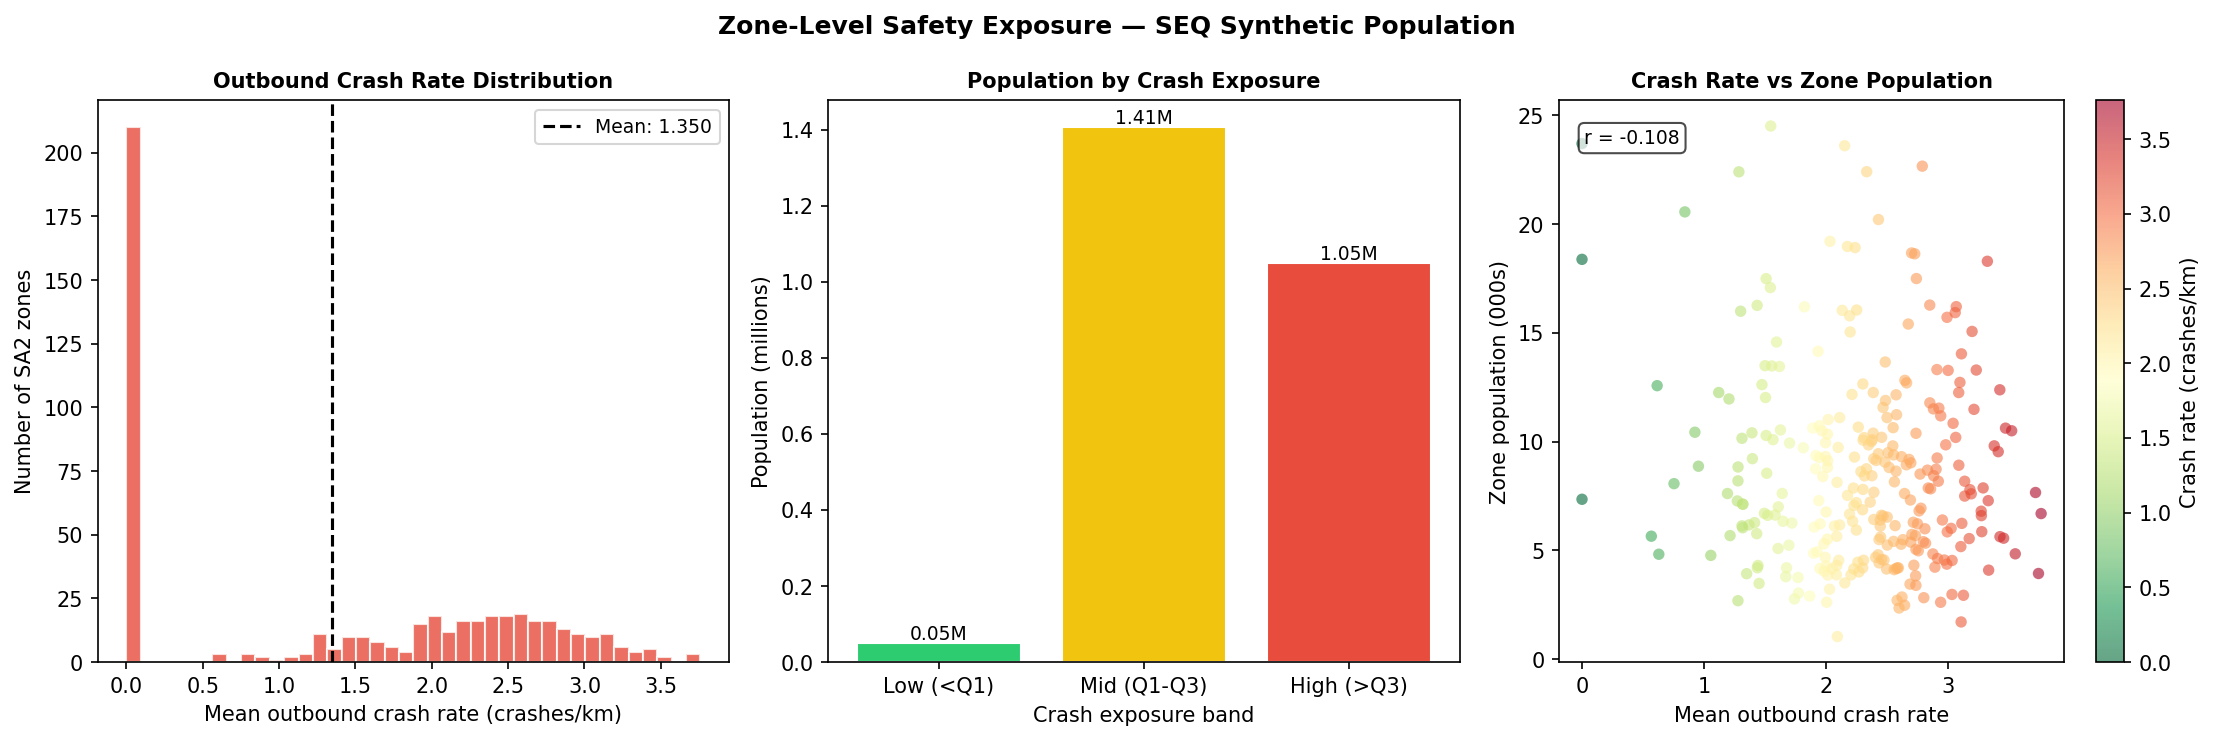 Zone-Level Safety Exposure — SEQ Synthetic Population
Outbound Crash Rate Distribution
Mean: 1.350
Number of SA2 zones
200
175
150
125
100
75
50
25
0
0.0 0.5 1.0 1.5 2.0 2.5 3.0 3.5
Mean outbound crash rate (crashes/km)
Population by Crash Exposure
Population (millions)
1.4
1.2
1.0
0.8
0.6
0.4
0.2
0.0
0.05M
1.41M
1.05M
Low (<Q1) Mid (Q1-Q3) High (>Q3)
Crash exposure band
Crash Rate vs Zone Population
r = -0.108
Zone population (000s)
25
20
15
10
5
0
0 1 2 3
Mean outbound crash rate
3.5
3.0
2.5
2.0
1.5
1.0
0.5
0.0
Crash rate (crashes/km)